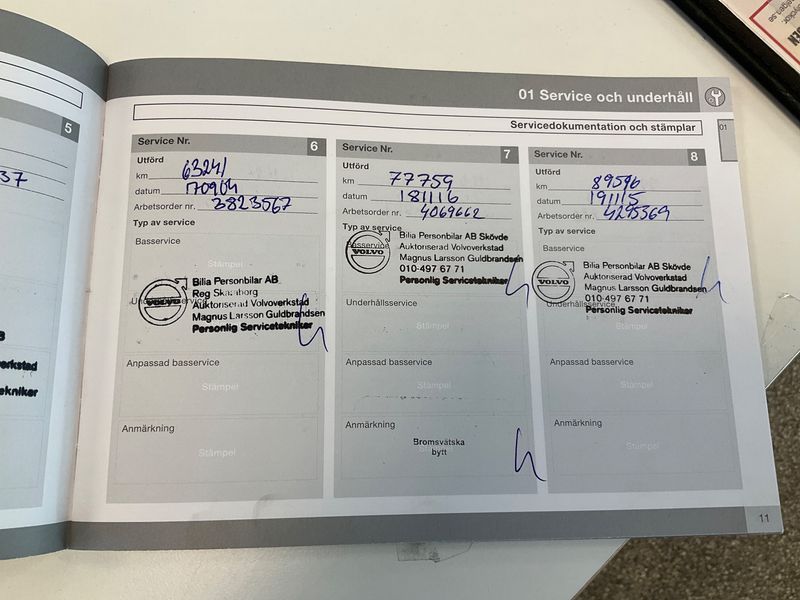 elgen.se
01 Service och underhåll
Servicedokumentation och stämplar
01
5
37
Service Nr. 6
Utförd
km 63241
datum 170904
Arbetsorder nr. 3823567
Typ av service
Basservice
Stämpel
VOLVO
Bilia Personbilar AB
Reg Skaraborg
Auktoriserad Volvoverkstad
Magnus Larsson Guldbrandsen
Personlig Servicetekniker
Anpassad basservice
Stämpel
Anmärkning
Stämpel
Service Nr. 7
Utförd
km 77759
datum 181116
Arbetsorder nr. 4069662
Typ av service
Basservice
VOLVO
Bilia Personbilar AB Skövde
Auktoriserad Volvoverkstad
Magnus Larsson Guldbrandsen
010-497 67 71
Personlig Servicetekniker
Underhållsservice
Stämpel
Anpassad basservice
Stämpel
Anmärkning
Bromsvätska
bytt
Service Nr. 8
Utförd
km 89596
datum 191115
Arbetsorder nr. 4295369
Typ av service
Basservice
VOLVO
Bilia Personbilar AB Skövde
Auktoriserad Volvoverkstad
Magnus Larsson Guldbrandsen
010-497 67 71
Underhållsservice
Personlig Servicetekniker
Stämpel
Anpassad basservice
Stämpel
Anmärkning
Stämpel
11